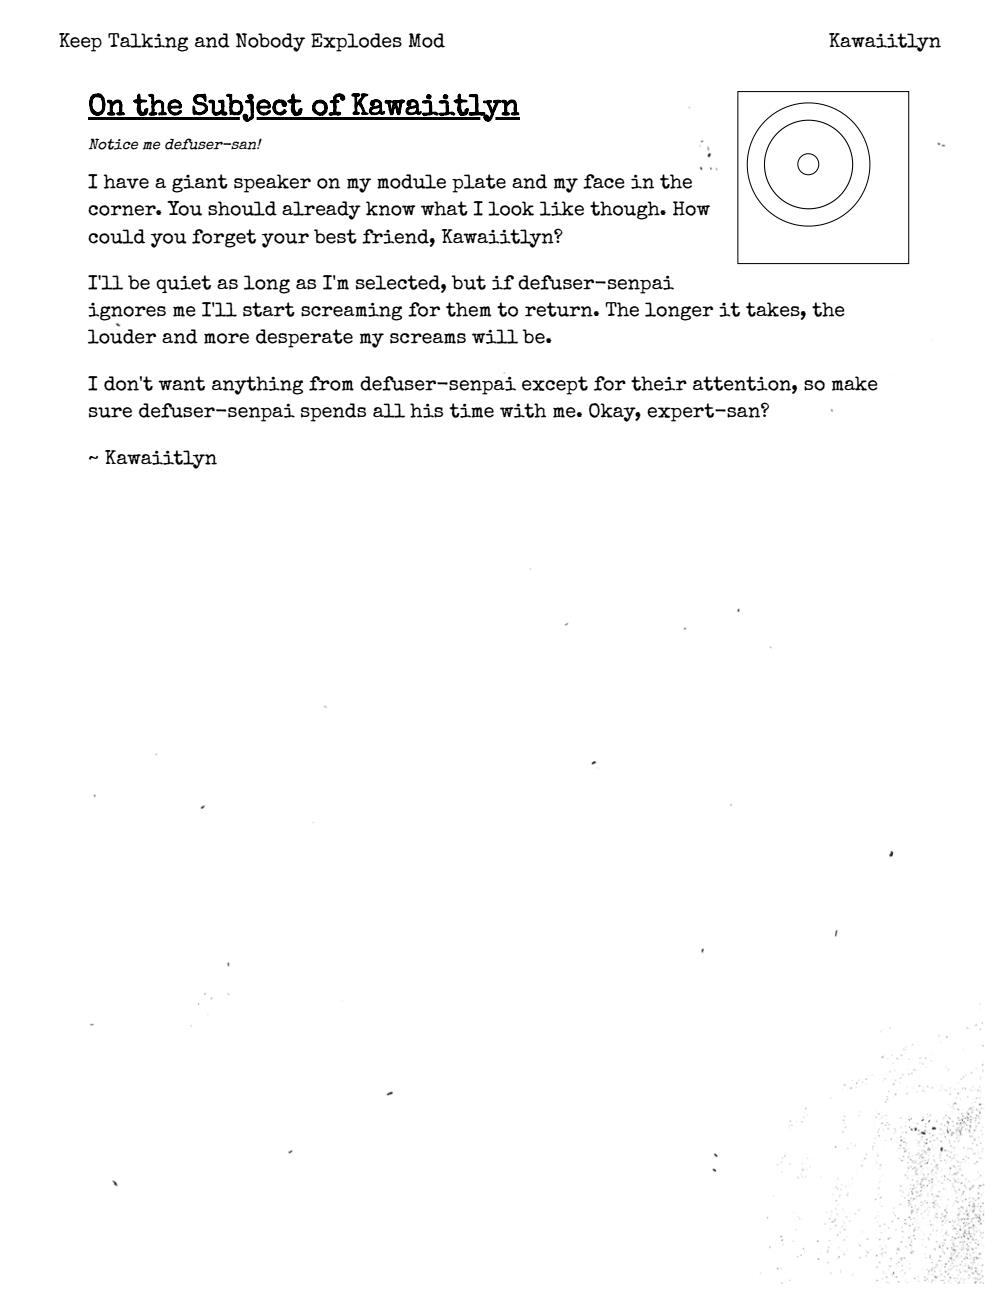 Keep Talking and Nobody Explodes Mod
Kawaiitlyn
On the Subject of Kawaiitlyn
Notice me defuser-san!
I have a giant speaker on my module plate and my face in the
corner. You should already know what I look like though. How
could you forget your best friend, Kawaiitlyn?
I'll be quiet as long as I'm selected, but if defuser-senpai
ignores me I'll start screaming for them to return. The longer it takes, the
louder and more desperate my screams will be.
I don't want anything from defuser-senpai except for their attention, so make
sure defuser-senpai spends all his time with me. Okay, expert-san?
~ Kawaiitlyn